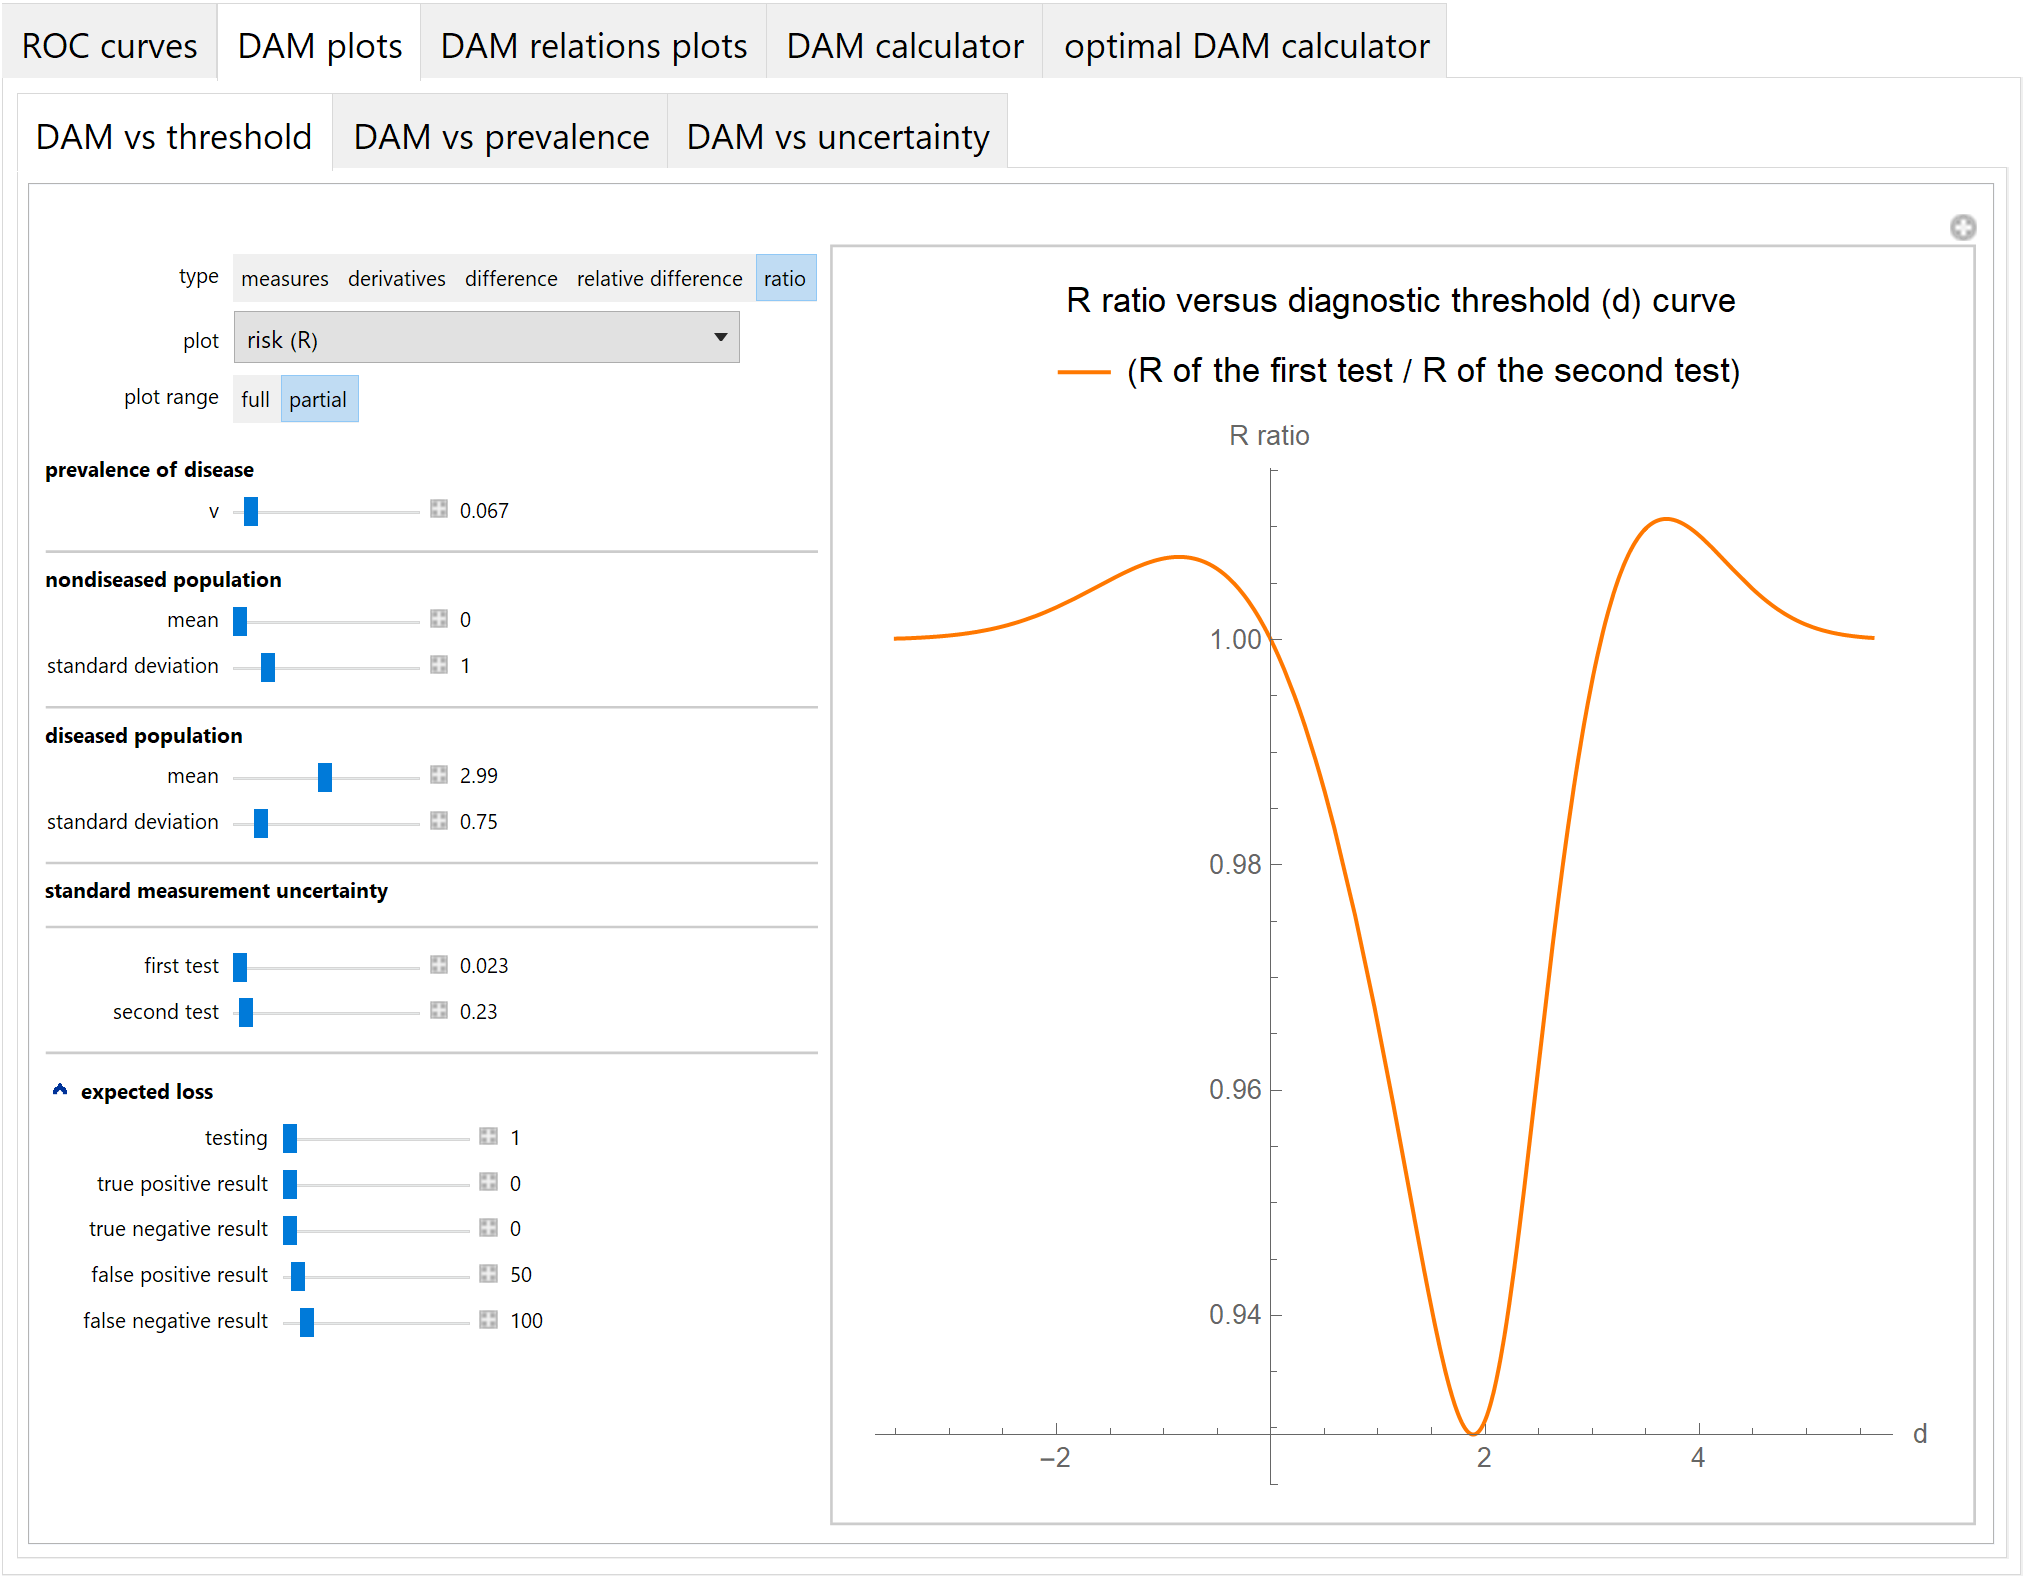 ROC curves DAM plots DAM relations plots DAM calculator optimal DAM calculator
DAM vs threshold DAM vs prevalence DAM vs uncertainty
type measures derivatives difference relative difference ratio
plot risk (R)
plot range full partial
prevalence of disease
v 0.067
nondiseased population
mean 0
standard deviation 1
diseased population
mean 2.99
standard deviation 0.75
standard measurement uncertainty
first test 0.023
second test 0.23
expected loss
testing 1
true positive result 0
true negative result 0
false positive result 50
false negative result 100
R ratio versus diagnostic threshold (d) curve
(R of the first test / R of the second test)
R ratio
1.00
0.98
0.96
0.94
d
−2 2 4